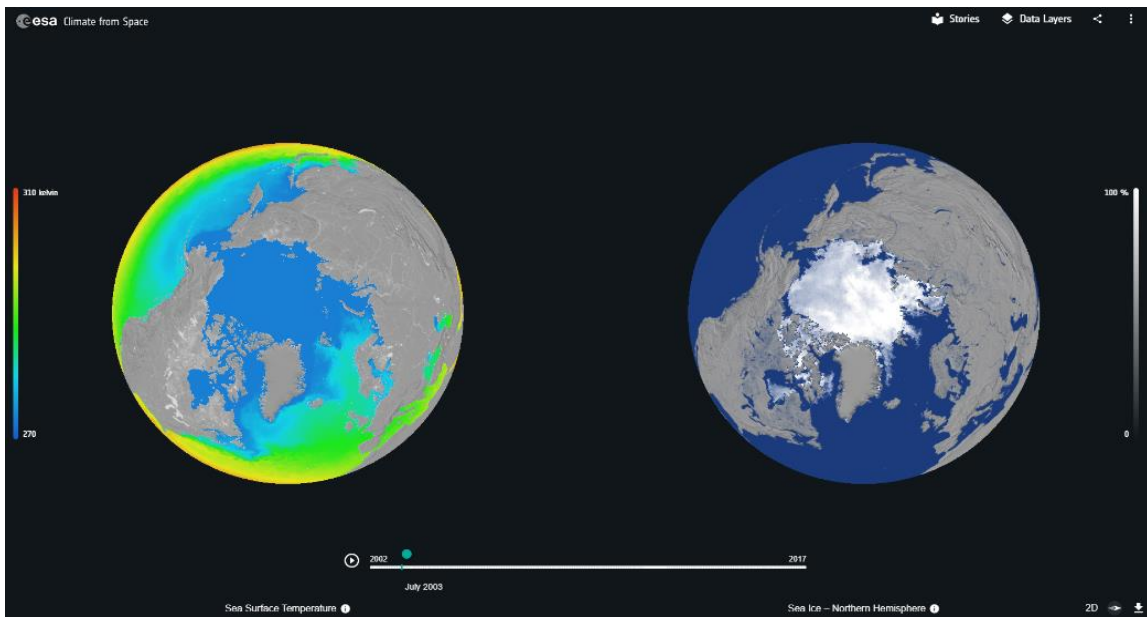 esa Climate from Space
Stories
Data Layers
310 kelvin
270
100 %
0
2002
2017
July 2003
Sea Surface Temperature
Sea Ice – Northern Hemisphere
2D